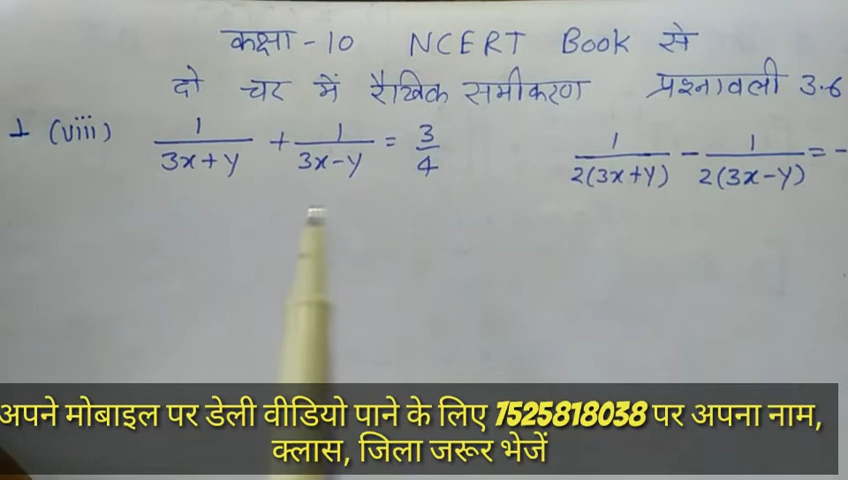 कक्षा - 10 NCERT Book से
दो चर में रैखिक समीकरण प्रश्नावली 3.6
1 (viii) 1/(3x+y) + 1/(3x-y) = 3/4 1/(2(3x+y)) - 1/(2(3x-y)) = -
अपने मोबाइल पर डेली वीडियो पाने के लिए 7525818038 पर अपना नाम,
क्लास, जिला जरूर भेजें